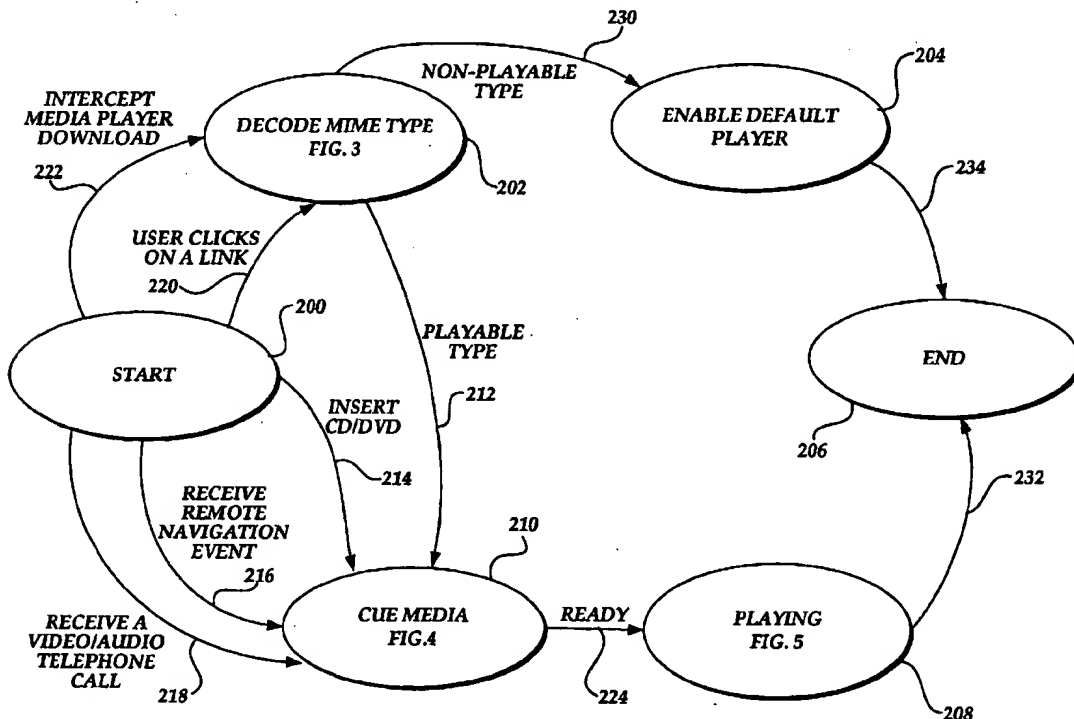 230
NON-PLAYABLE
TYPE
204
ENABLE DEFAULT
PLAYER
INTERCEPT
MEDIA PLAYER
DOWNLOAD
222
DECODE MIME TYPE
FIG. 3
202
234
USER CLICKS
ON A LINK
220
200
START
PLAYABLE
TYPE
212
END
206
INSERT
CD/DVD
214
RECEIVE
REMOTE
NAVIGATION
EVENT
216
210
232
RECEIVE A
VIDEO/AUDIO
TELEPHONE
CALL
218
CUE MEDIA
FIG.4
READY
224
PLAYING
FIG. 5
208